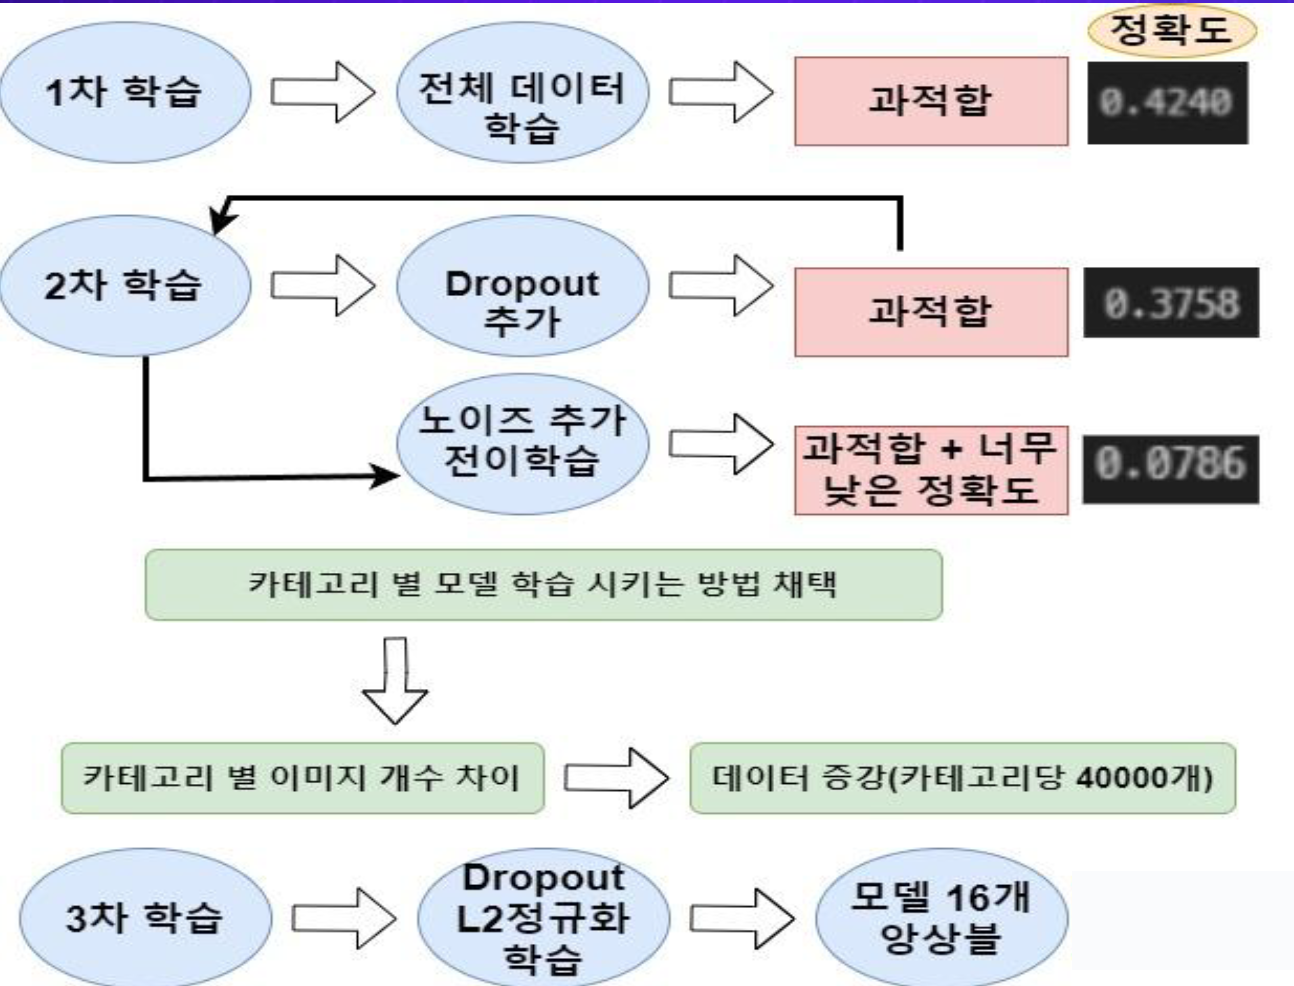 정확도
1차 학습
전체 데이터
학습
과적합
0.4240
2차 학습
Dropout
추가
과적합
0.3758
노이즈 추가
전이학습
과적합 + 너무
낮은 정확도
0.0786
카테고리 별 모델 학습 시키는 방법 채택
카테고리 별 이미지 개수 차이
데이터 증강(카테고리당 40000개)
3차 학습
Dropout
L2정규화
학습
모델 16개
앙상블